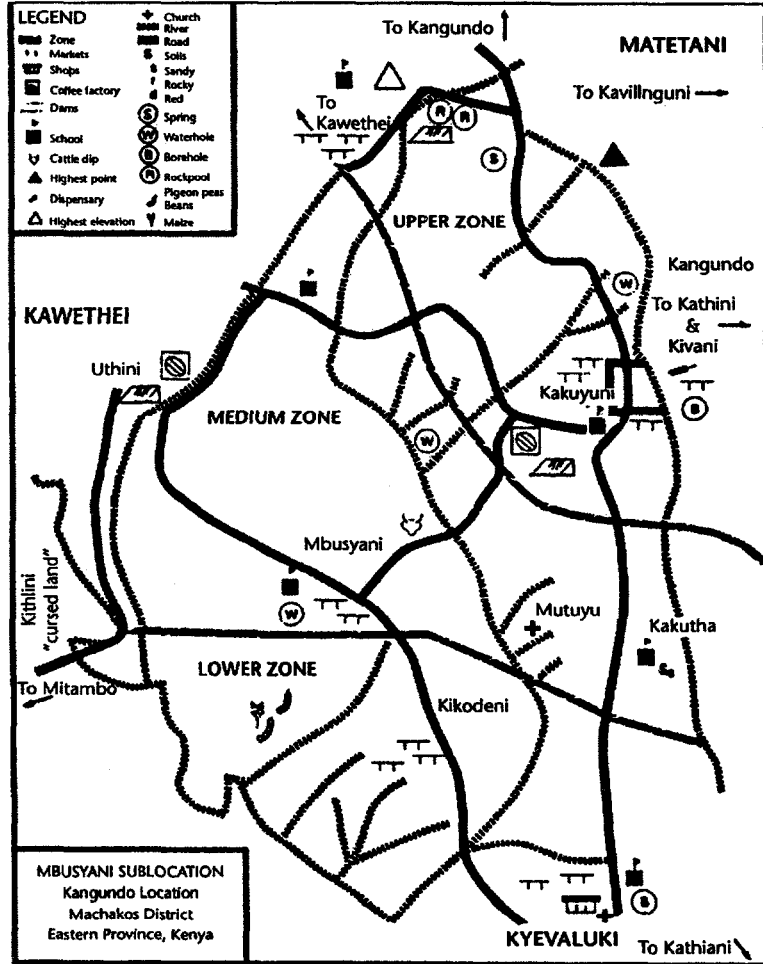 LEGEND
Zone
Markets
Shops
Coffee factory
Dams
School
Cattle dip
Highest point
Dispensary
Highest elevation
Church
River
Road
Soils
Sandy
Rocky
Red
S Spring
W Waterhole
B Borehole
R Rockpool
Pigeon peas
Beans
Maize
To Kangundo
MATETANI
To Kavilnguni
To
Kawethei
R R
S
UPPER ZONE
Kangundo
W
To Kathini
&
Kivani
KAWETHEI
Uthini
Kakuyuni
B
MEDIUM ZONE
W
Mbusyani
Kithlini
"cursed land"
W
Mutuyu
Kakutha
LOWER ZONE
To Mitambo
Kikodeni
MBUSYANI SUBLOCATION
Kangundo Location
Machakos District
Eastern Province, Kenya
S
KYEVALUKI
To Kathiani